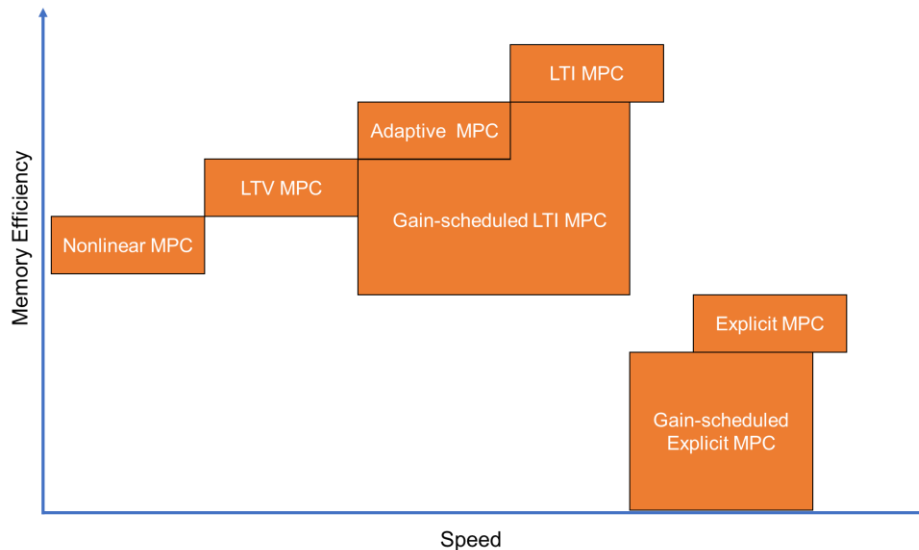 LTI MPC
Adaptive MPC
LTV MPC
Gain-scheduled LTI MPC
Nonlinear MPC
Explicit MPC
Gain-scheduled
Explicit MPC
Memory Efficiency
Speed